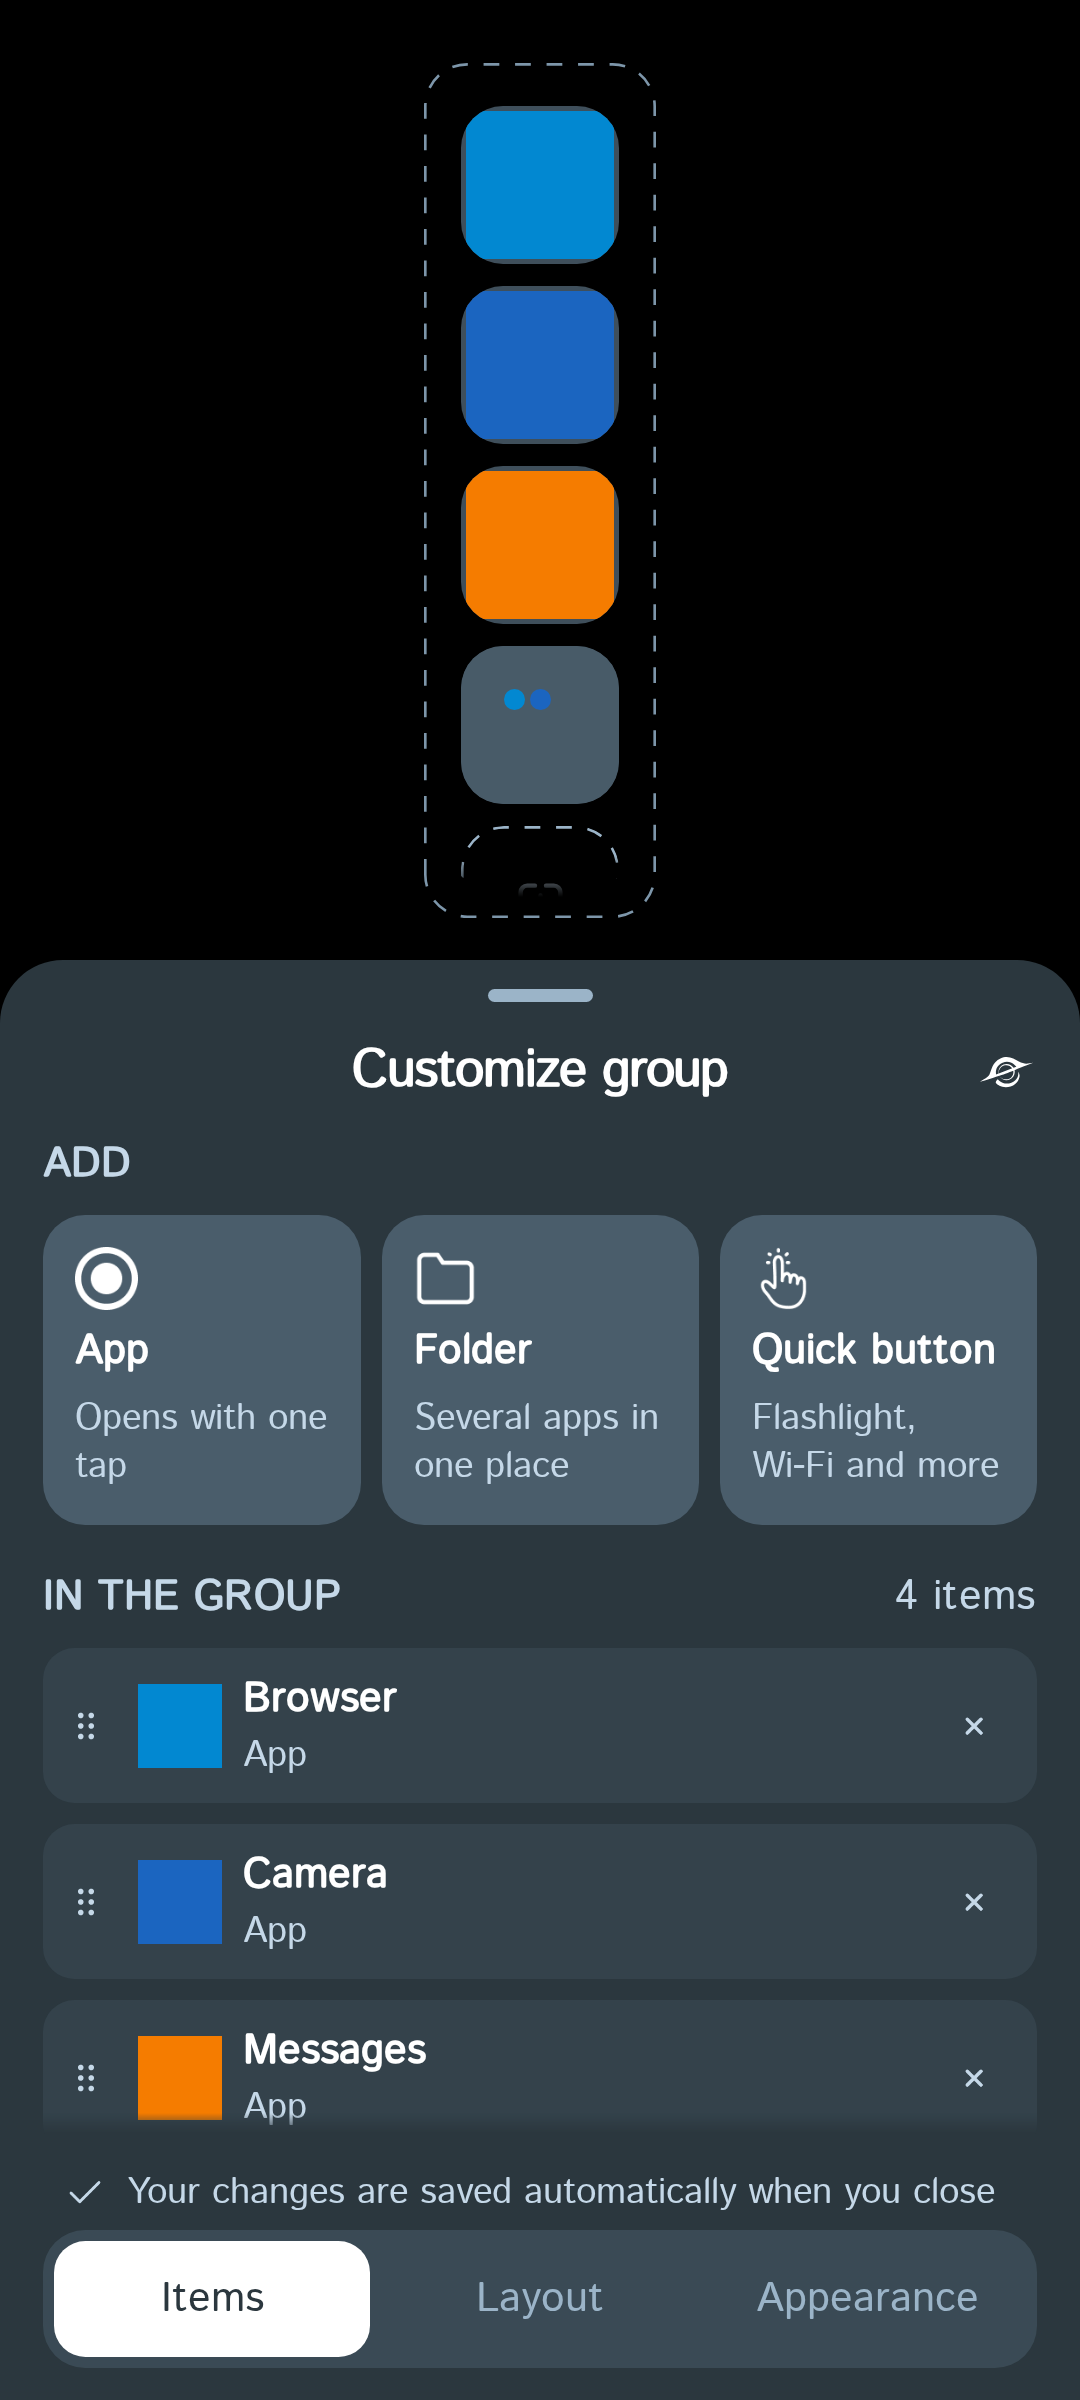 Customize group
ADD
App
Opens with one
tap
Folder
Several apps in
one place
Quick button
Flashlight,
Wi-Fi and more
IN THE GROUP
4 items
Browser
App
Camera
App
Messages
App
Your changes are saved automatically when you close
Items
Layout
Appearance